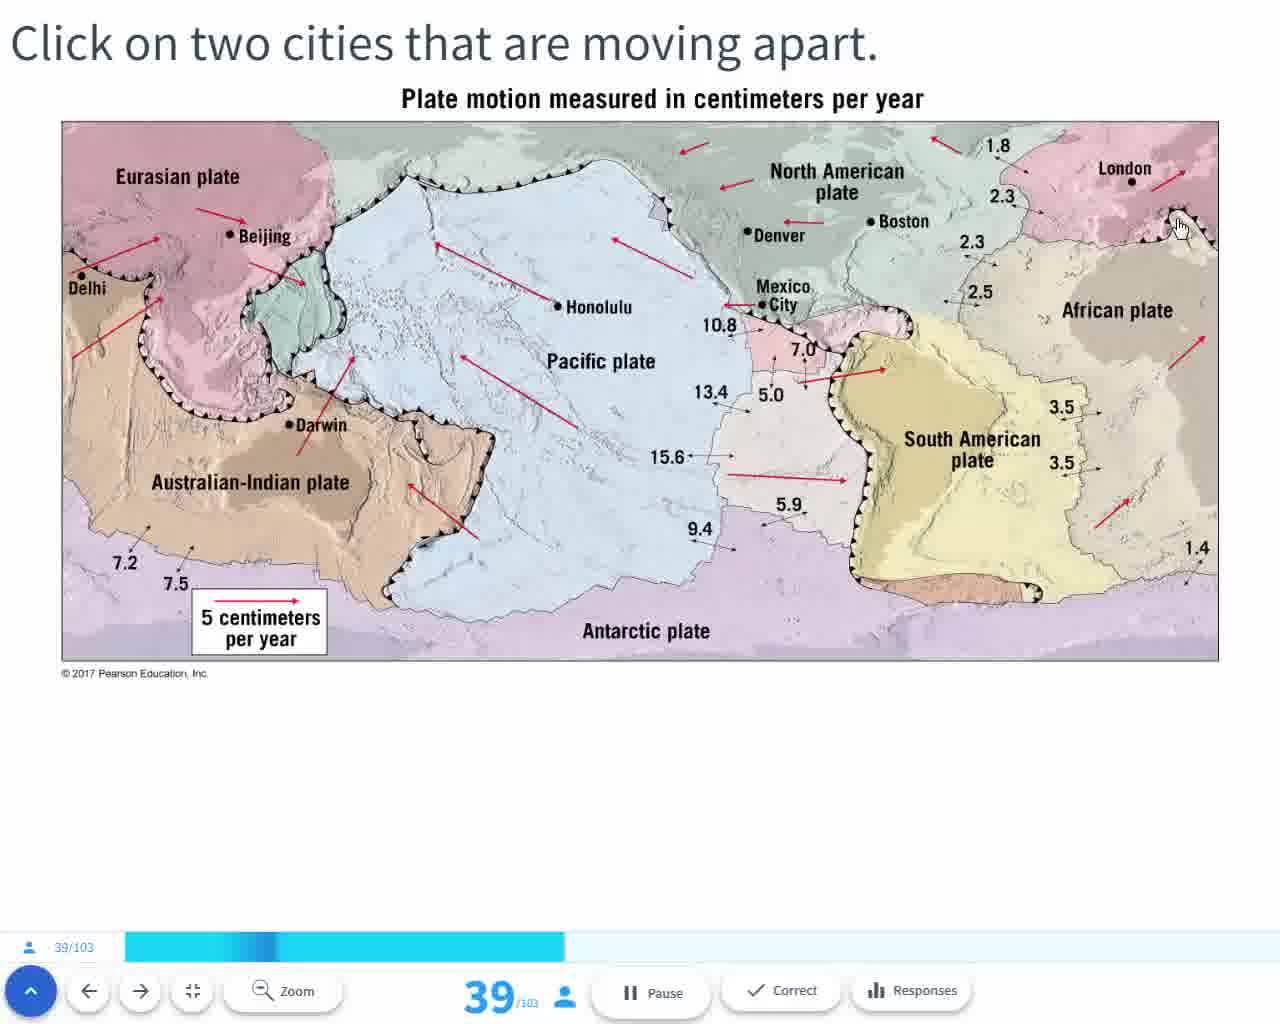 Click on two cities that are moving apart.
Plate motion measured in centimeters per year
Eurasian plate
Beijing
Delhi
Darwin
Australian-Indian plate
7.2
7.5
5 centimeters
per year
Honolulu
Pacific plate
North American
plate
Denver
Boston
Mexico
City
1.8
2.3
2.3
2.5
London
African plate
10.8
7.0
5.0
13.4
15.6
5.9
9.4
South American
plate
3.5
3.5
1.4
Antarctic plate
© 2017 Pearson Education, Inc.
39/103
Zoom
39/103
Pause
Correct
Responses